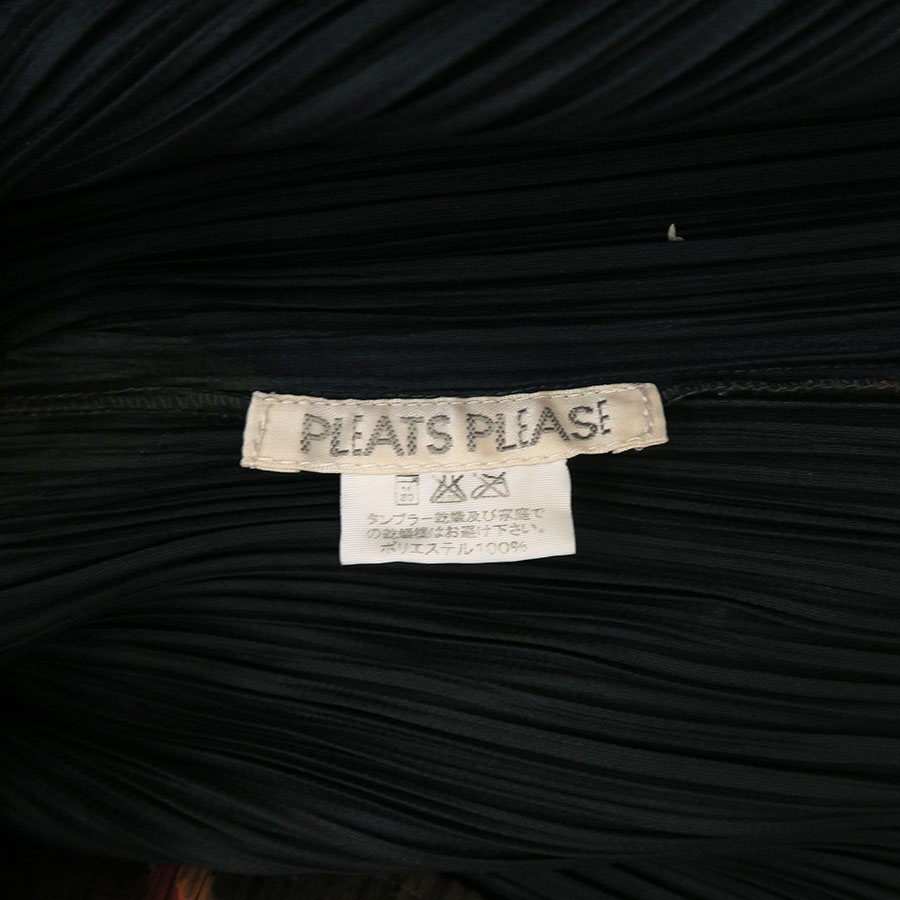 PLEATS PLEASE
タンブラー乾燥及び家庭で
の乾燥機はお避け下さい。
ポリエステル100%